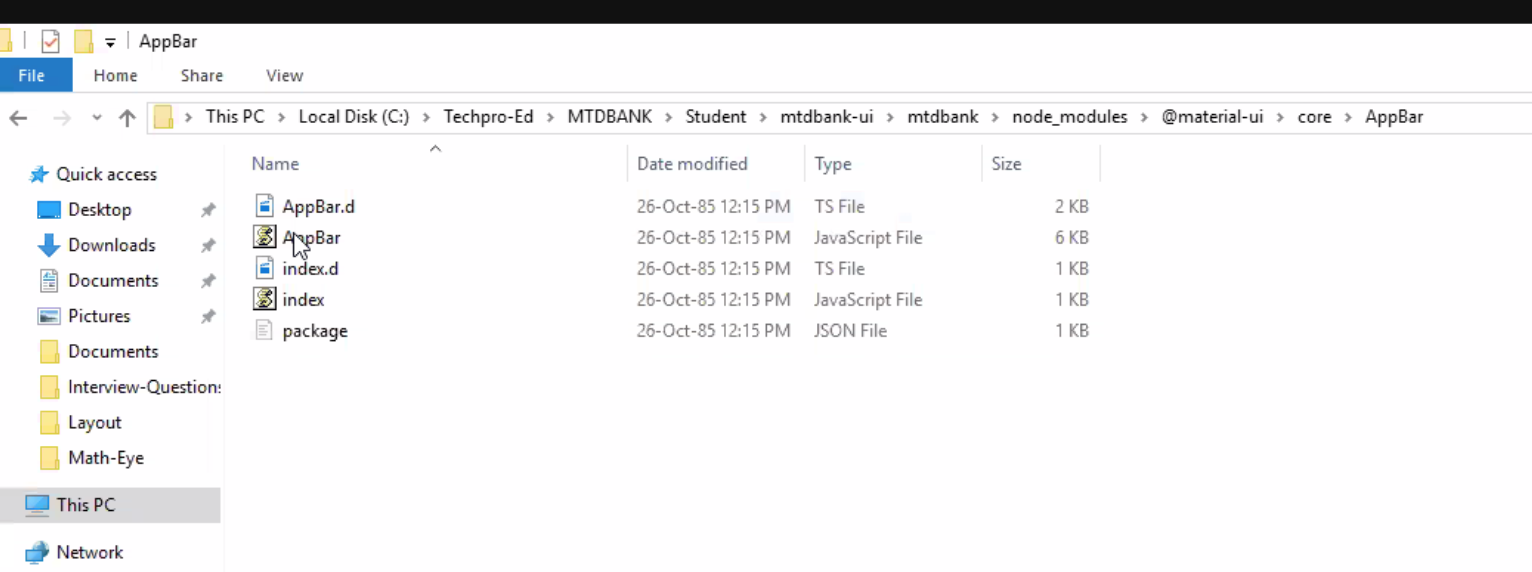 AppBar
File Home Share View
This PC Local Disk (C:) Techpro-Ed MTDBANK Student mtdbank-ui mtdbank node_modules @material-ui core AppBar
Name Date modified Type Size
Quick access
Desktop
Downloads
Documents
Pictures
Documents
Interview-Questions
Layout
Math-Eye
This PC
Network
AppBar.d 26-Oct-85 12:15 PM TS File 2 KB
AppBar 26-Oct-85 12:15 PM JavaScript File 6 KB
index.d 26-Oct-85 12:15 PM TS File 1 KB
index 26-Oct-85 12:15 PM JavaScript File 1 KB
package 26-Oct-85 12:15 PM JSON File 1 KB